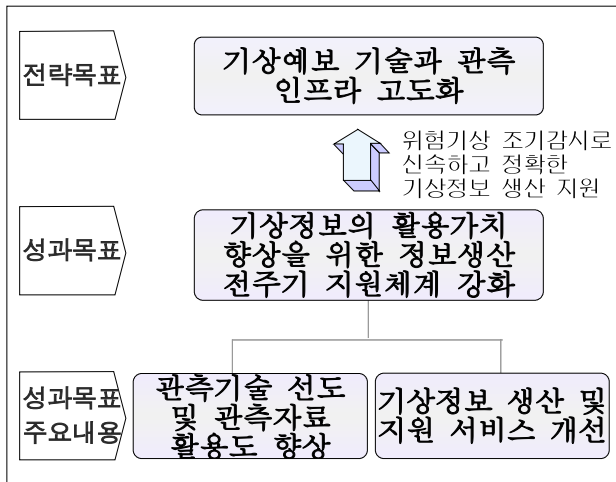 전략목표
기상예보 기술과 관측
인프라 고도화
위험기상 조기감시로
신속하고 정확한
기상정보 생산 지원
성과목표
기상정보의 활용가치
향상을 위한 정보생산
전주기 지원체계 강화
성과목표
주요내용
관측기술 선도
및 관측자료
활용도 향상
기상정보 생산 및
지원 서비스 개선